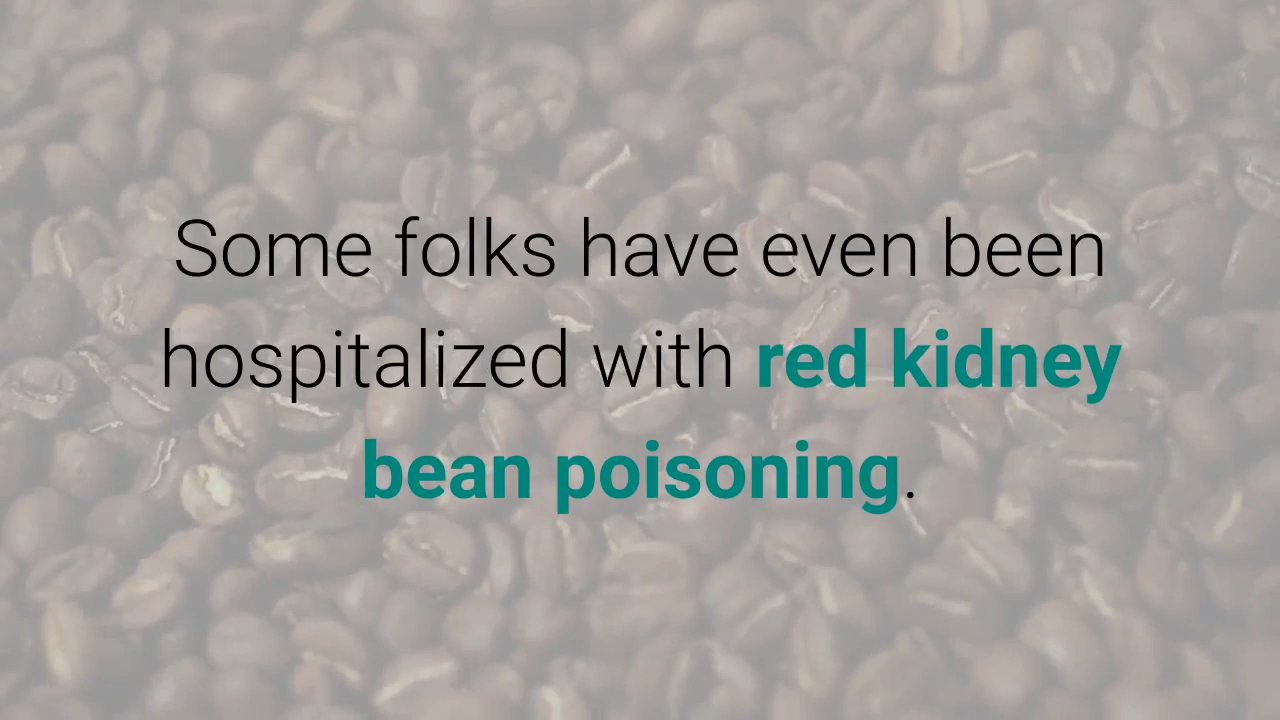 Some folks have even been
hospitalized with red kidney
bean poisoning.